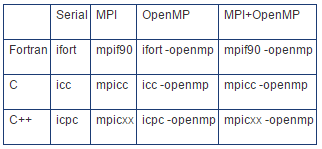 Serial MPI OpenMP MPI+OpenMP
Fortran ifort mpif90 ifort -openmp mpif90 -openmp
C icc mpicc icc -openmp mpicc -openmp
C++ icpc mpicxx icpc -openmp mpicxx -openmp